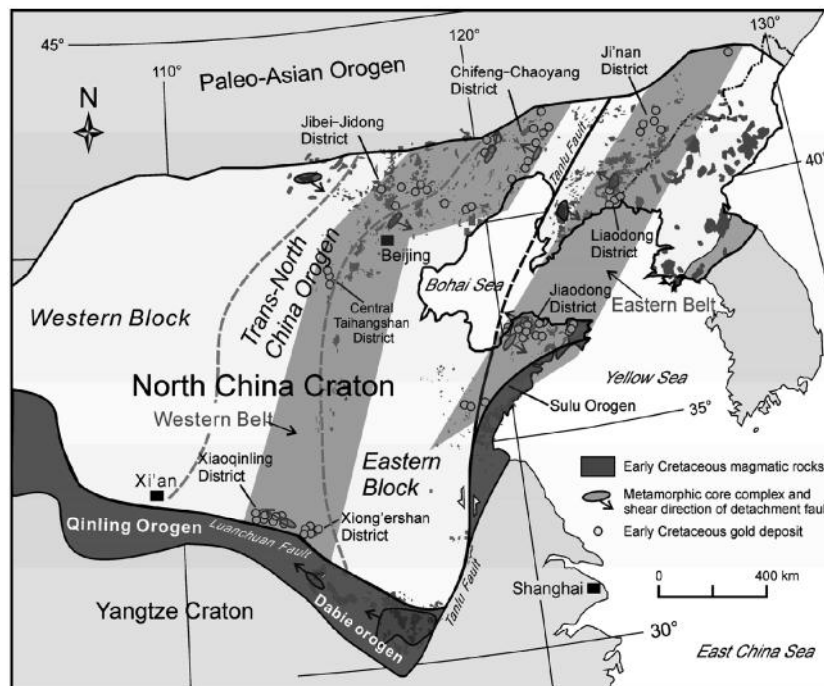 45°
110°
120°
130°
Paleo-Asian Orogen
Chifeng-Chaoyang
District
Ji'nan
District
N
Jibei-Jidong
District
Tanlu Fault
40°
Beijing
Liaodong
District
Bohai Sea
Trans-North
China Orogen
Jiaodong
District
Eastern Belt
Western Block
Central
Taihangshan
District
North China Craton
Yellow Sea
Western Belt
Sulu Orogen
35°
Xiaoqinling
District
Eastern
Block
Xi'an
Early Cretaceous magmatic rocks
Metamorphic core complex and
shear direction of detachment faul
Early Cretaceous gold deposit
Qinling Orogen
Luanchuan Fault
Xiong'ershan
District
0 400 km
Tanlu Fault
Shanghai
Yangtze Craton
Dabie orogen
30°
East China Sea